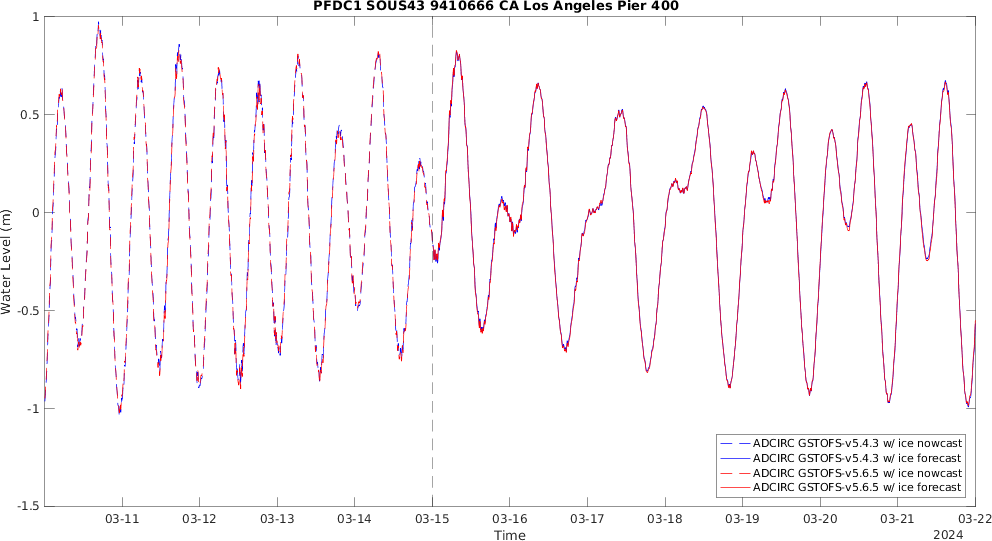 PFDC1 SOUS43 9410666 CA Los Angeles Pier 400
1
0.5
0
-0.5
-1
-1.5
Water Level (m)
ADCIRC GSTOFS-v5.4.3 w/ ice nowcast
ADCIRC GSTOFS-v5.4.3 w/ ice forecast
ADCIRC GSTOFS-v5.6.5 w/ ice nowcast
ADCIRC GSTOFS-v5.6.5 w/ ice forecast
03-11 03-12 03-13 03-14 03-15 03-16 03-17 03-18 03-19 03-20 03-21 03-22
Time
2024